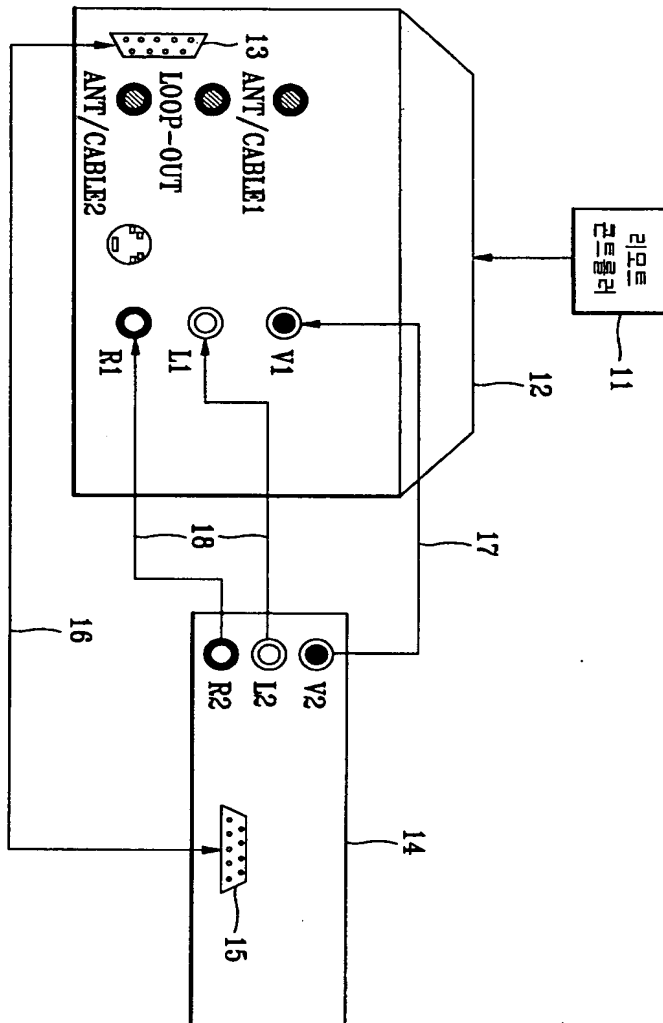 리모트
콘트롤러
11
12
17
14
13
ANT/CABLE1
V1
V2
LOOP-OUT
L1
L2
18
R2
15
ANT/CABLE2
R1
16